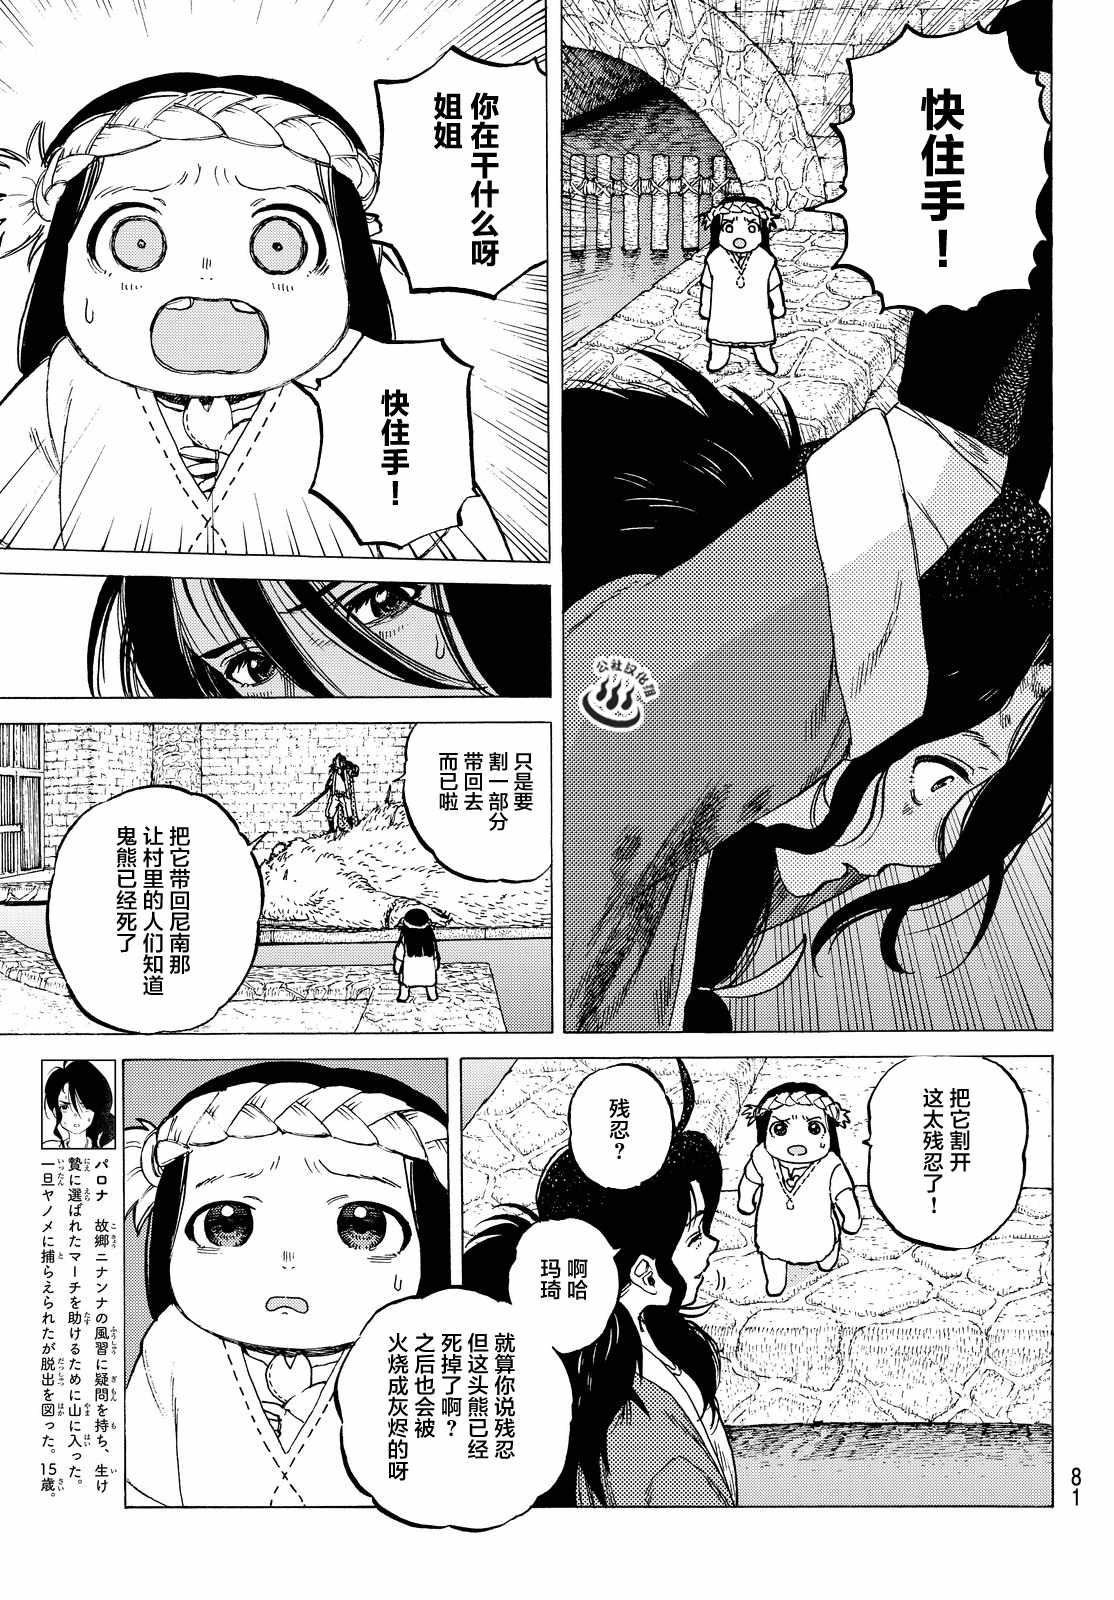 快住手！
你在干什么呀
姐姐
快住手！
公社汉化组
只是要
割一部分
带回去
而已啦
把它带回尼南那
让村里的人们知道
鬼熊已经死了
把它割开
这太残忍了！
残忍？
啊哈
玛琦
就算你说残忍
但这头熊已经
死掉了啊？
之后也会被
火烧成灰烬的呀
パロナ　故郷ニナンナの風習に疑問を持ち、生け
贄に選ばれたマーチを助けるために山に入った。
一旦ヤノメに捕らえられたが脱出を図った。15歳。
81